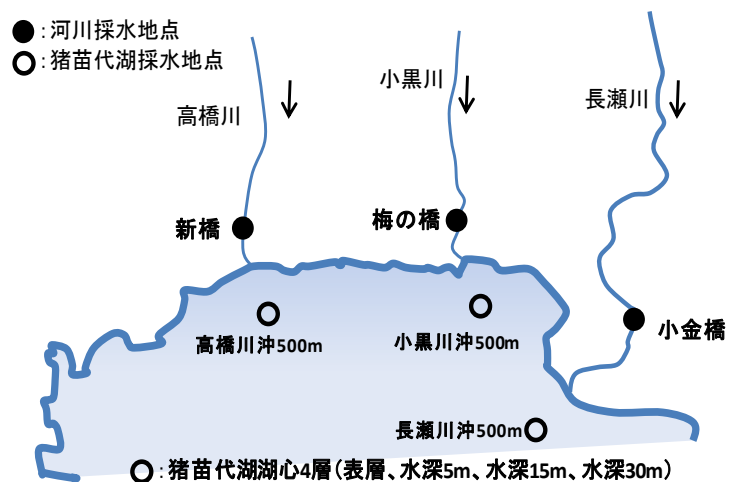 ●：河川採水地点
○：猪苗代湖採水地点
高橋川
小黒川
長瀬川
新橋
梅の橋
小金橋
高橋川沖500m
小黒川沖500m
長瀬川沖500m
○：猪苗代湖湖心4層（表層、水深5m、水深15m、水深30m）